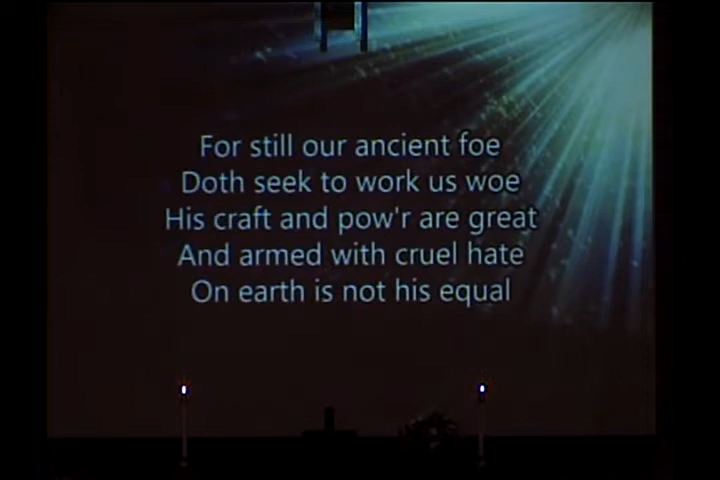 For still our ancient foe
Doth seek to work us woe
His craft and pow'r are great
And armed with cruel hate
On earth is not his equal